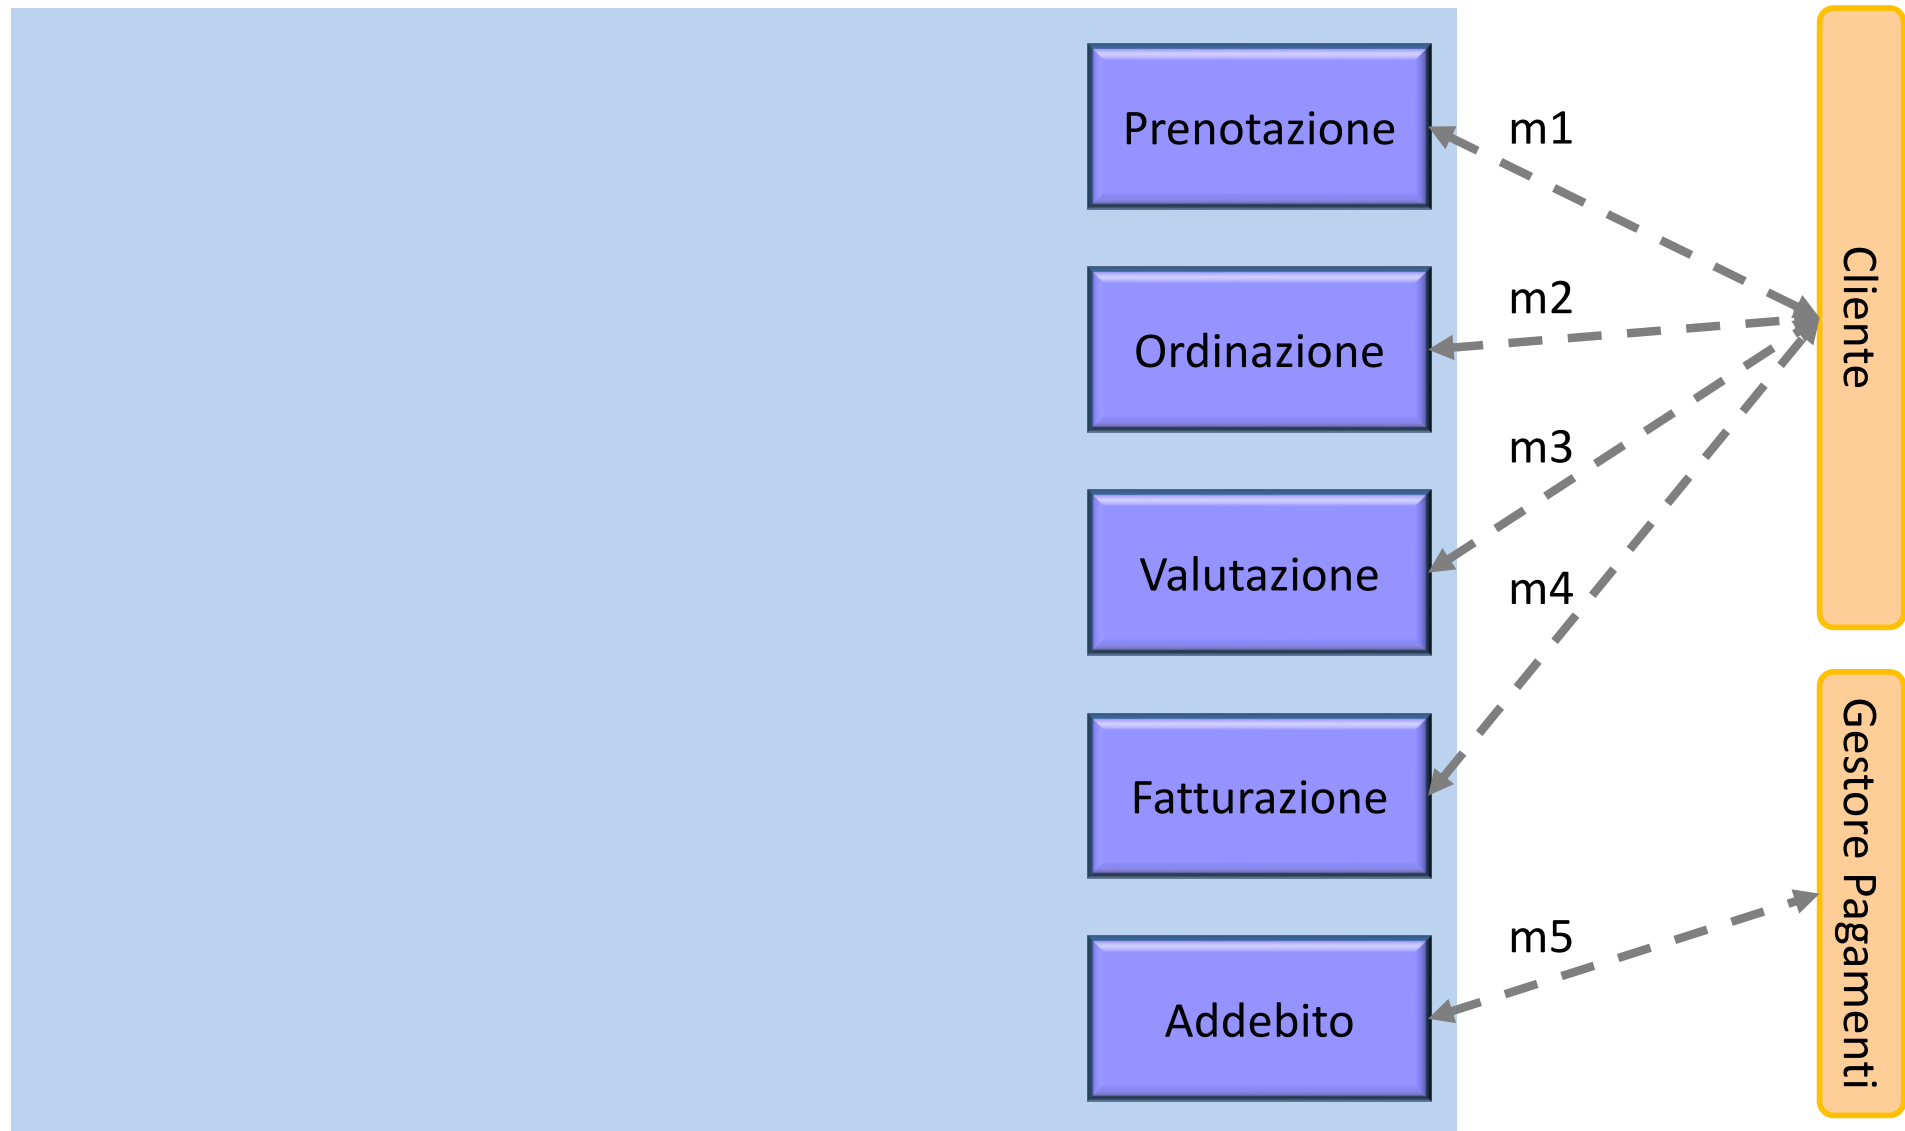 Prenotazione
m1
Ordinazione
m2
Cliente
Valutazione
m3
m4
Fatturazione
Gestore Pagamenti
m5
Addebito